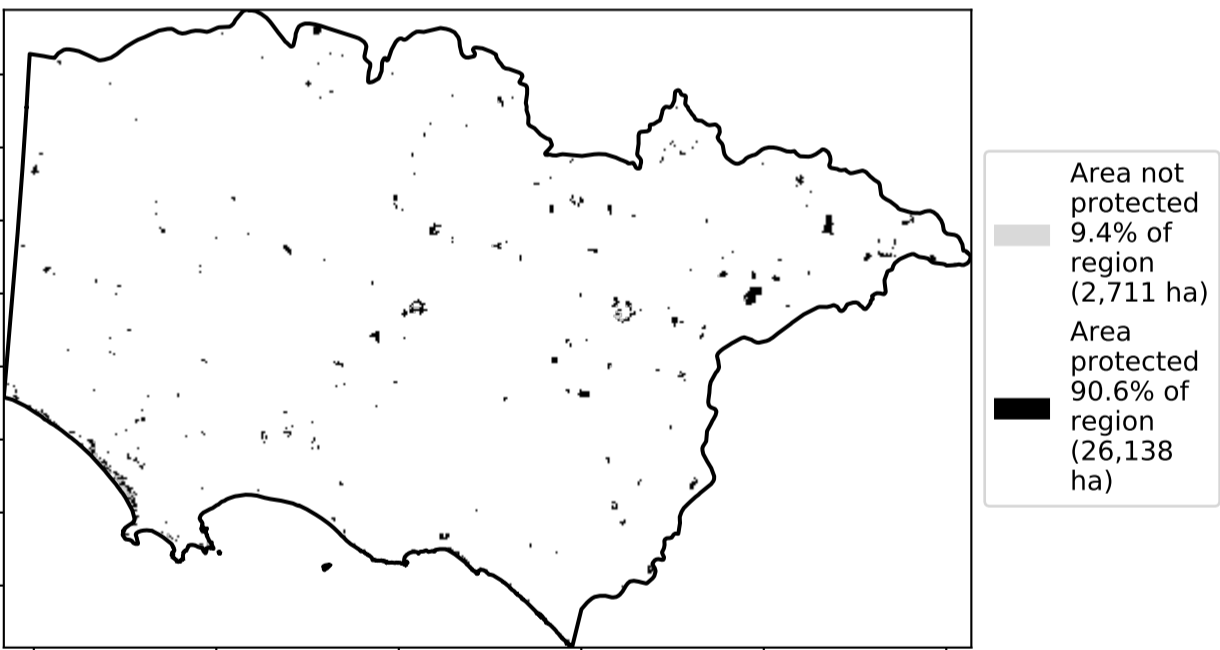 Area not
protected
9.4% of
region
(2,711 ha)
Area
protected
90.6% of
region
(26,138
ha)